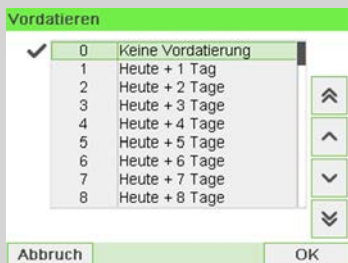 Vordatieren
0 Keine Vordatierung
1 Heute + 1 Tag
2 Heute + 2 Tage
3 Heute + 3 Tage
4 Heute + 4 Tage
5 Heute + 5 Tage
6 Heute + 6 Tage
7 Heute + 7 Tage
8 Heute + 8 Tage
Abbruch OK